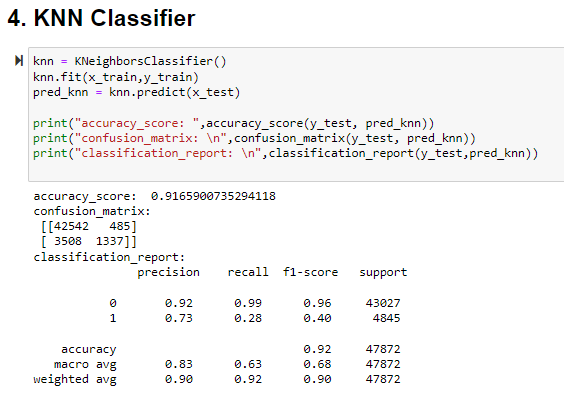 4. KNN Classifier
knn = KNeighborsClassifier()
knn.fit(x_train,y_train)
pred_knn = knn.predict(x_test)
print("accuracy_score: ",accuracy_score(y_test, pred_knn))
print("confusion_matrix: \n",confusion_matrix(y_test, pred_knn))
print("classification_report: \n",classification_report(y_test,pred_knn))
accuracy_score:  0.9165900735294118
confusion_matrix:
[[42542   485]
[ 3508  1337]]
classification_report:
precision    recall  f1-score   support
0       0.92      0.99      0.96     43027
1       0.73      0.28      0.40      4845
accuracy                           0.92     47872
macro avg       0.83      0.63      0.68     47872
weighted avg       0.90      0.92      0.90     47872